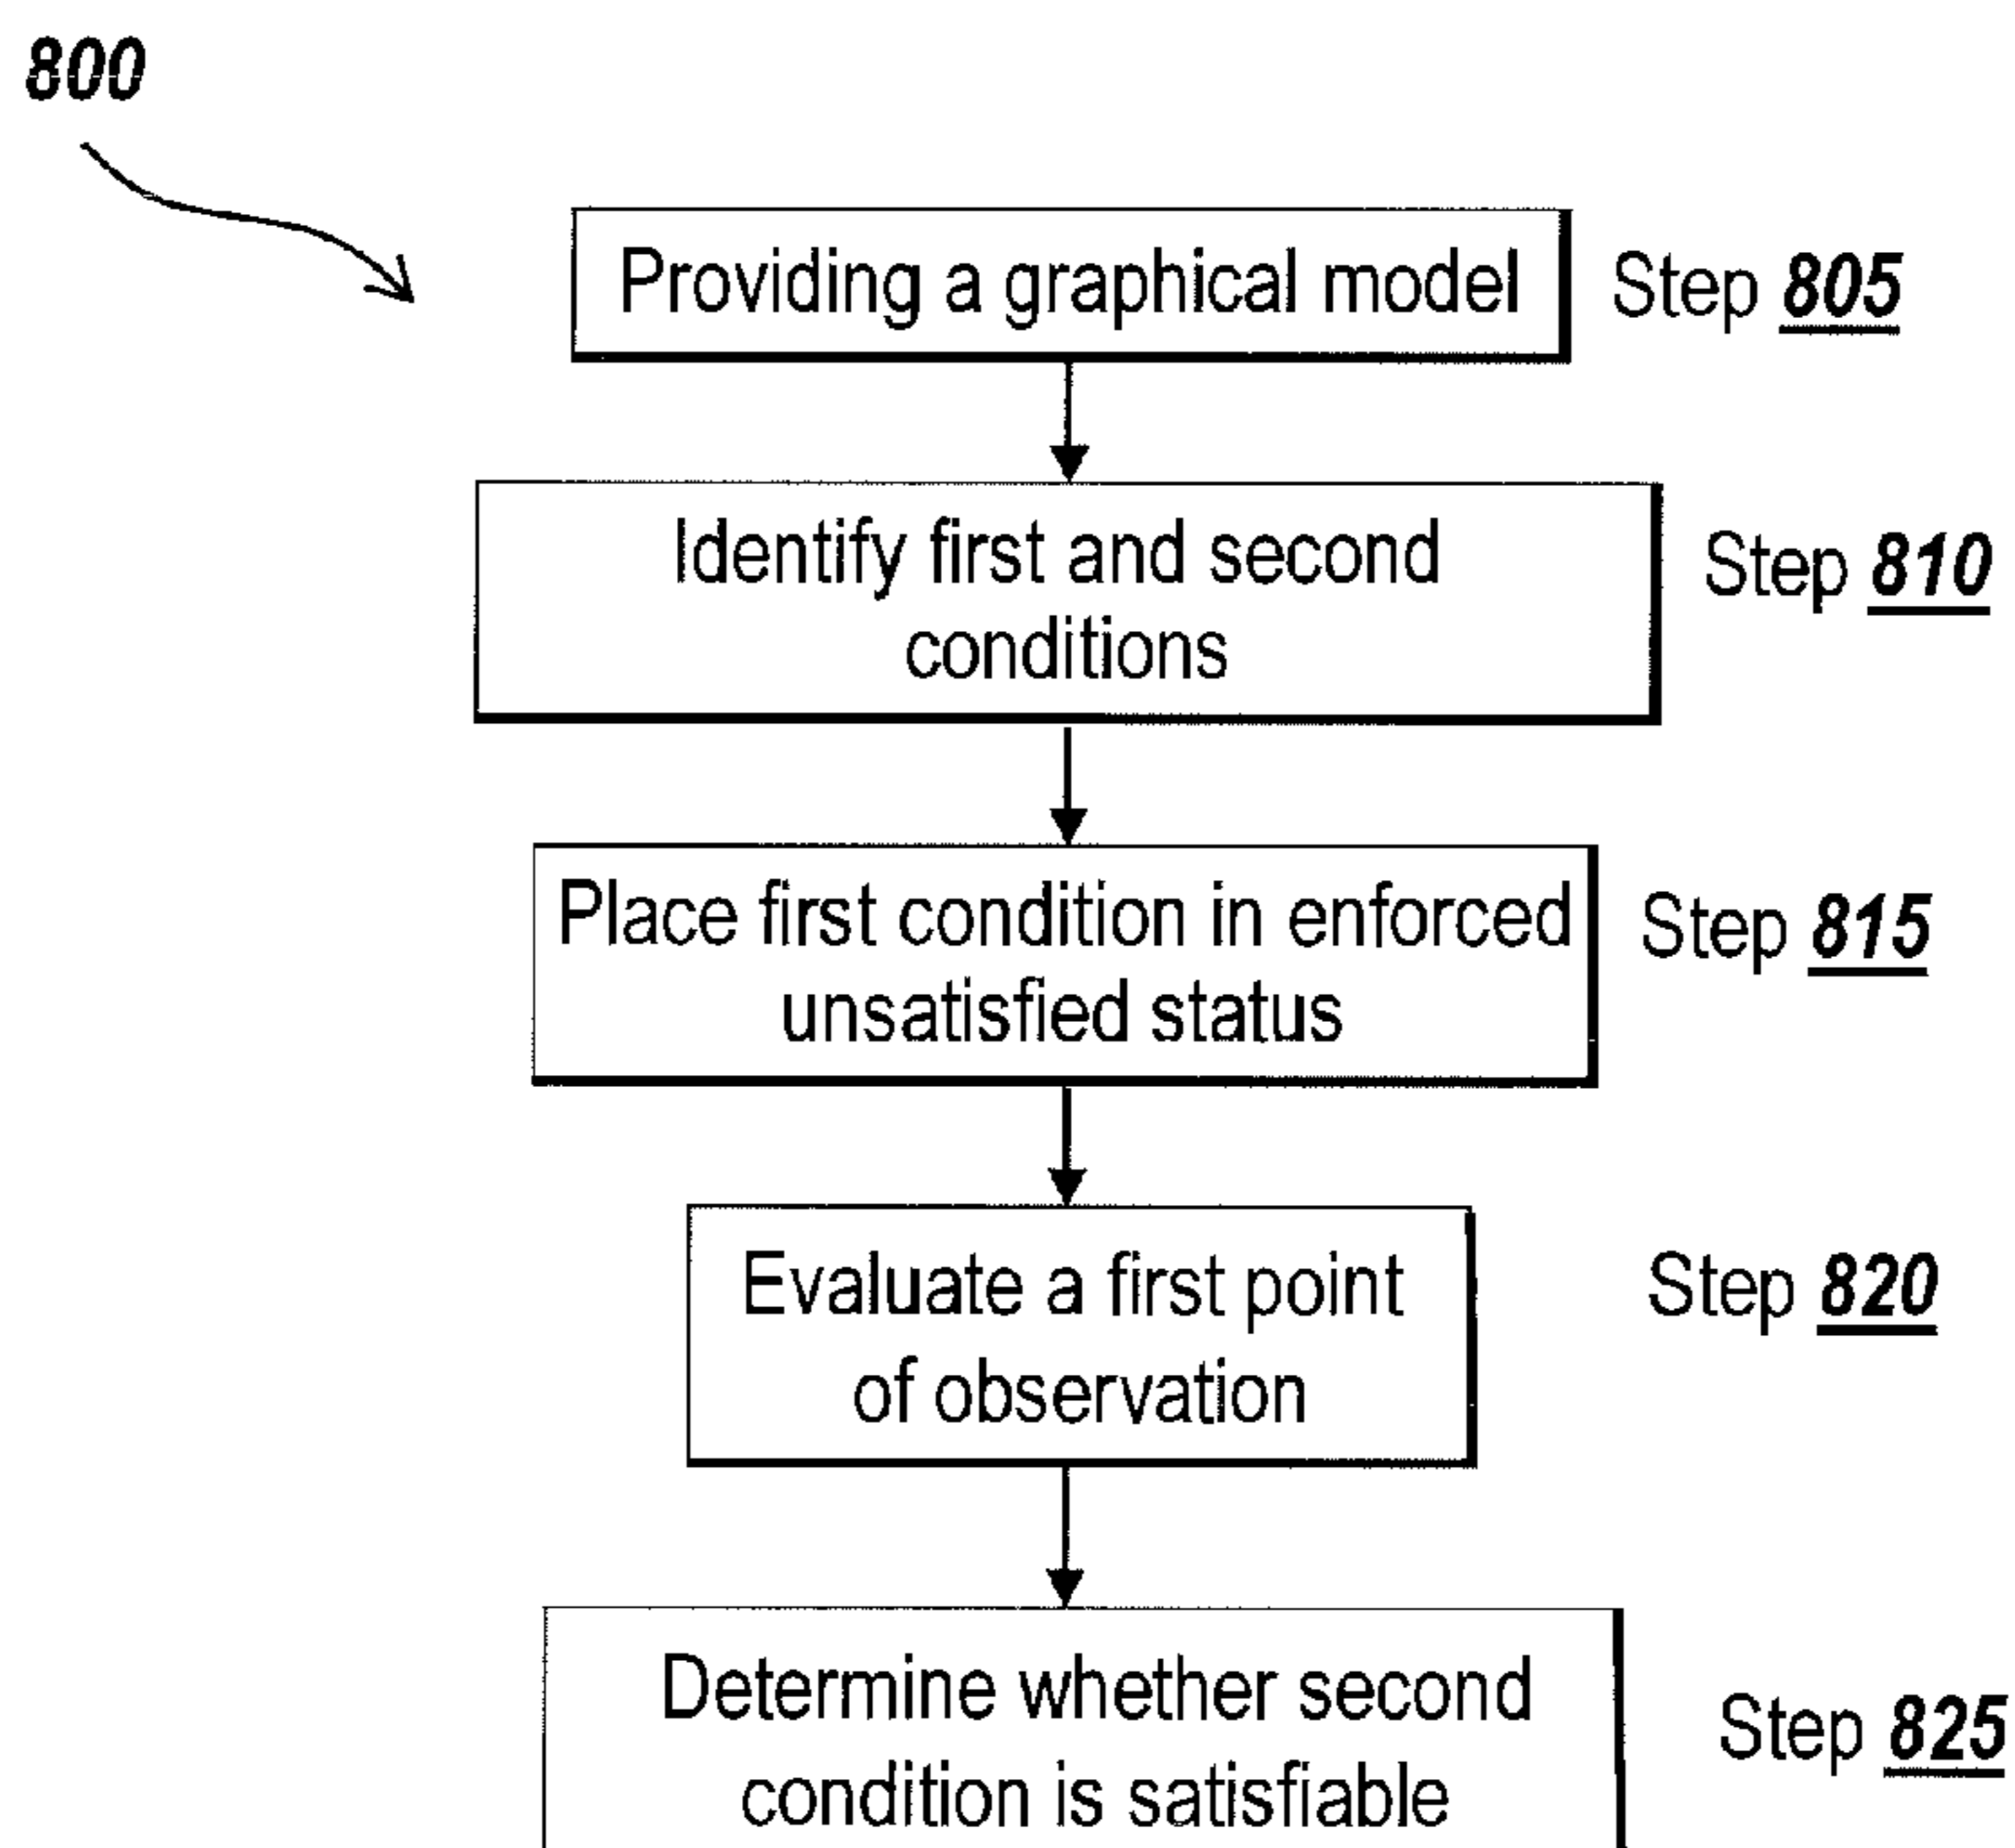 800
Providing a graphical model
Step 805
Identify first and second
conditions
Step 810
Place first condition in enforced
unsatisfied status
Step 815
Evaluate a first point
of observation
Step 820
Determine whether second
condition is satisfiable
Step 825